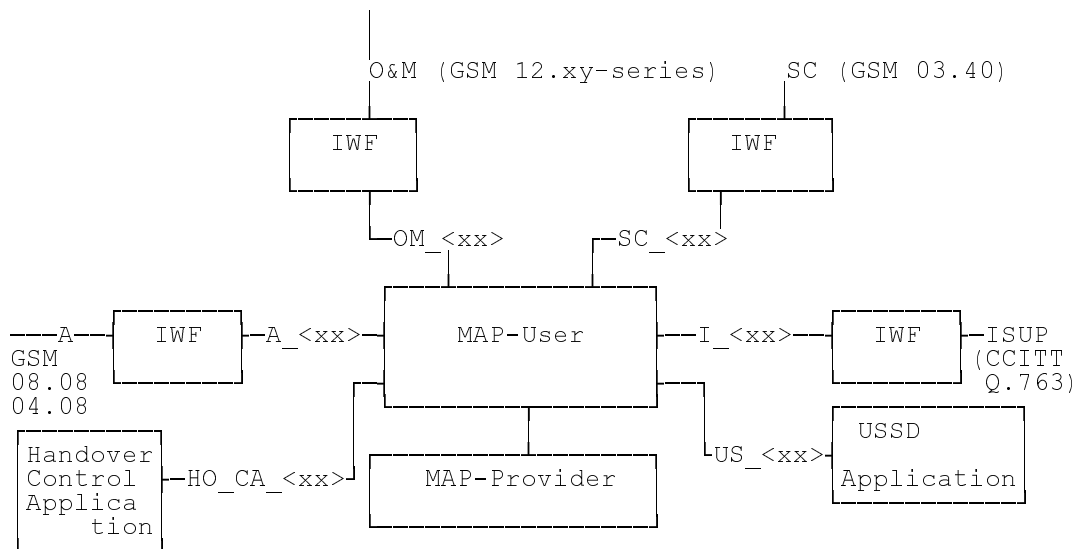 O&M (GSM 12.xy-series) SC (GSM 03.40)
IWF IWF
OM_<xx> SC_<xx>
A IWF A_<xx> MAP-User I_<xx> IWF ISUP
GSM (CCITT
08.08 Q.763)
04.08
USSD
Handover US_<xx>
Control HO_CA_<xx> MAP-Provider Application
Applica
tion